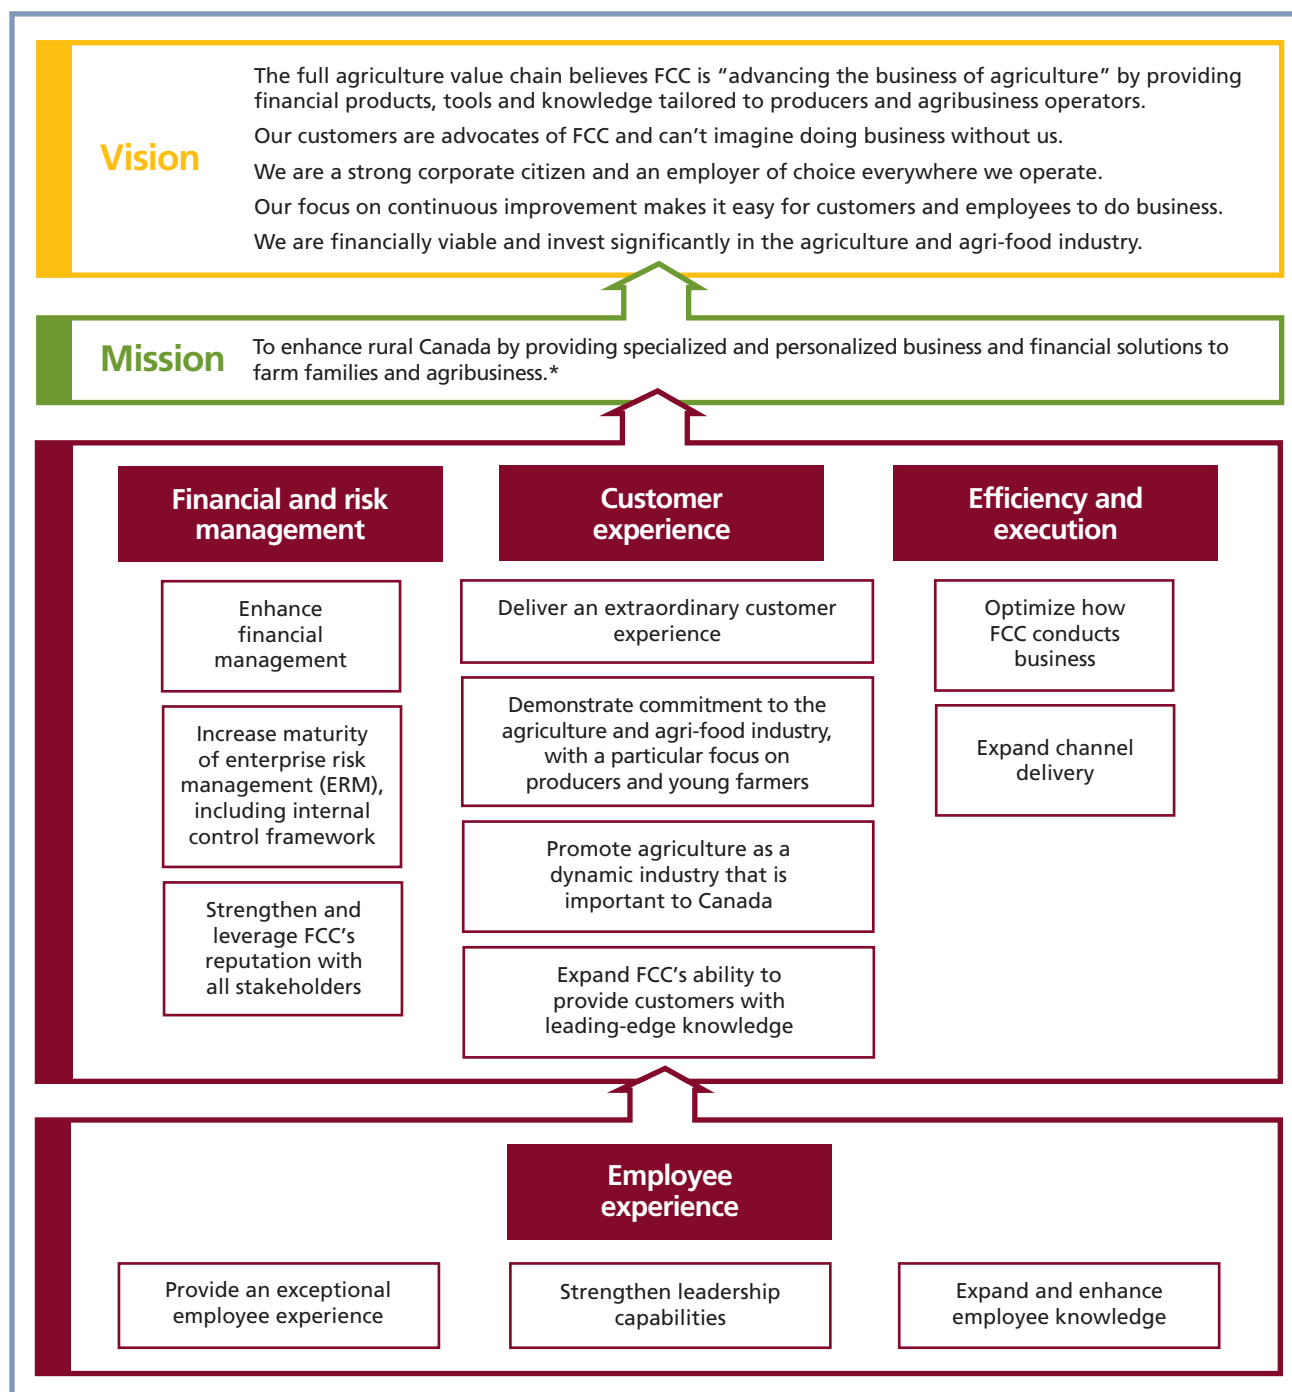 Vision
The full agriculture value chain believes FCC is “advancing the business of agriculture” by providing
financial products, tools and knowledge tailored to producers and agribusiness operators.
Our customers are advocates of FCC and can’t imagine doing business without us.
We are a strong corporate citizen and an employer of choice everywhere we operate.
Our focus on continuous improvement makes it easy for customers and employees to do business.
We are financially viable and invest significantly in the agriculture and agri-food industry.
Mission
To enhance rural Canada by providing specialized and personalized business and financial solutions to
farm families and agribusiness.*
Financial and risk
management
Enhance
financial
management
Increase maturity
of enterprise risk
management (ERM),
including internal
control framework
Strengthen and
leverage FCC’s
reputation with
all stakeholders
Customer
experience
Deliver an extraordinary customer
experience
Demonstrate commitment to the
agriculture and agri-food industry,
with a particular focus on
producers and young farmers
Promote agriculture as a
dynamic industry that is
important to Canada
Expand FCC’s ability to
provide customers with
leading-edge knowledge
Efficiency and
execution
Optimize how
FCC conducts
business
Expand channel
delivery
Employee
experience
Provide an exceptional
employee experience
Strengthen leadership
capabilities
Expand and enhance
employee knowledge